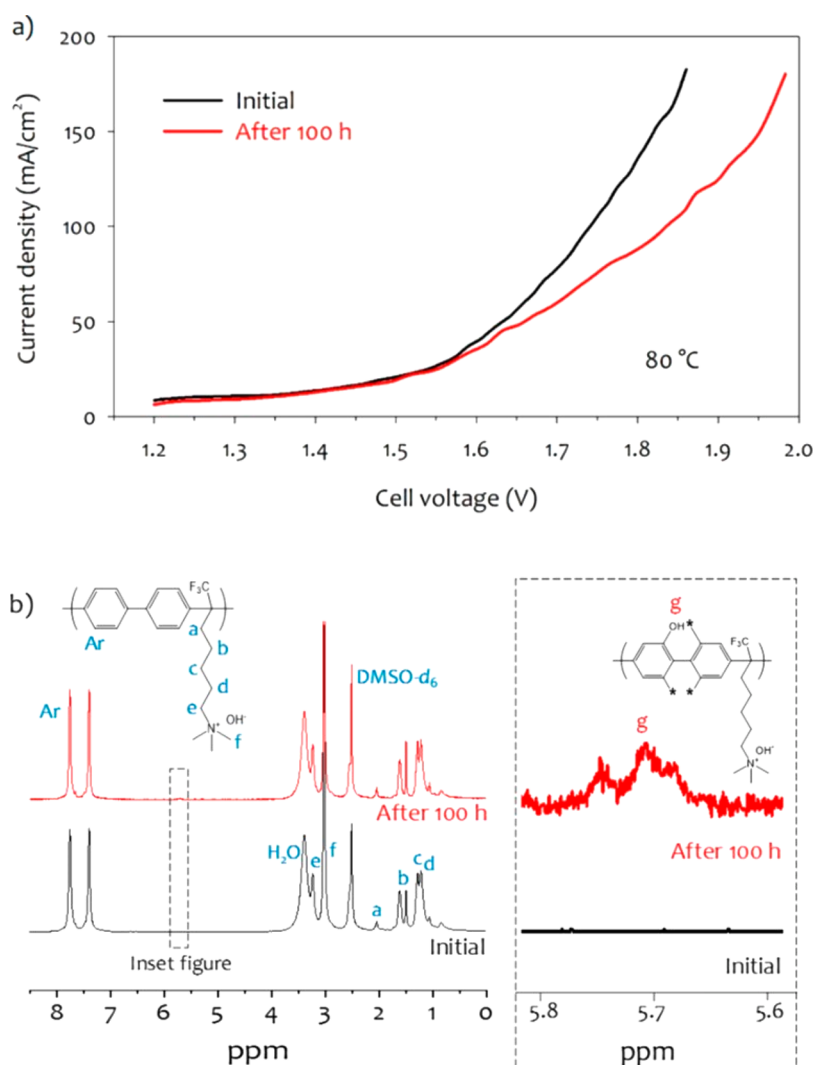 a)
200
150
100
50
0
Current density (mA/cm²)
Initial
After 100 h
80 °C
1.2 1.3 1.4 1.5 1.6 1.7 1.8 1.9 2.0
Cell voltage (V)
b)
F₃C
a
b
c
d
e
f
N⁺
OH⁻
Ar
Ar
DMSO-d₆
After 100 h
H₂O
e
f
a
b
c
d
Initial
Inset figure
8 7 6 5 4 3 2 1 0
ppm
g
OH
*
* *
F₃C
N⁺
OH⁻
g
After 100 h
Initial
5.8 5.7 5.6
ppm